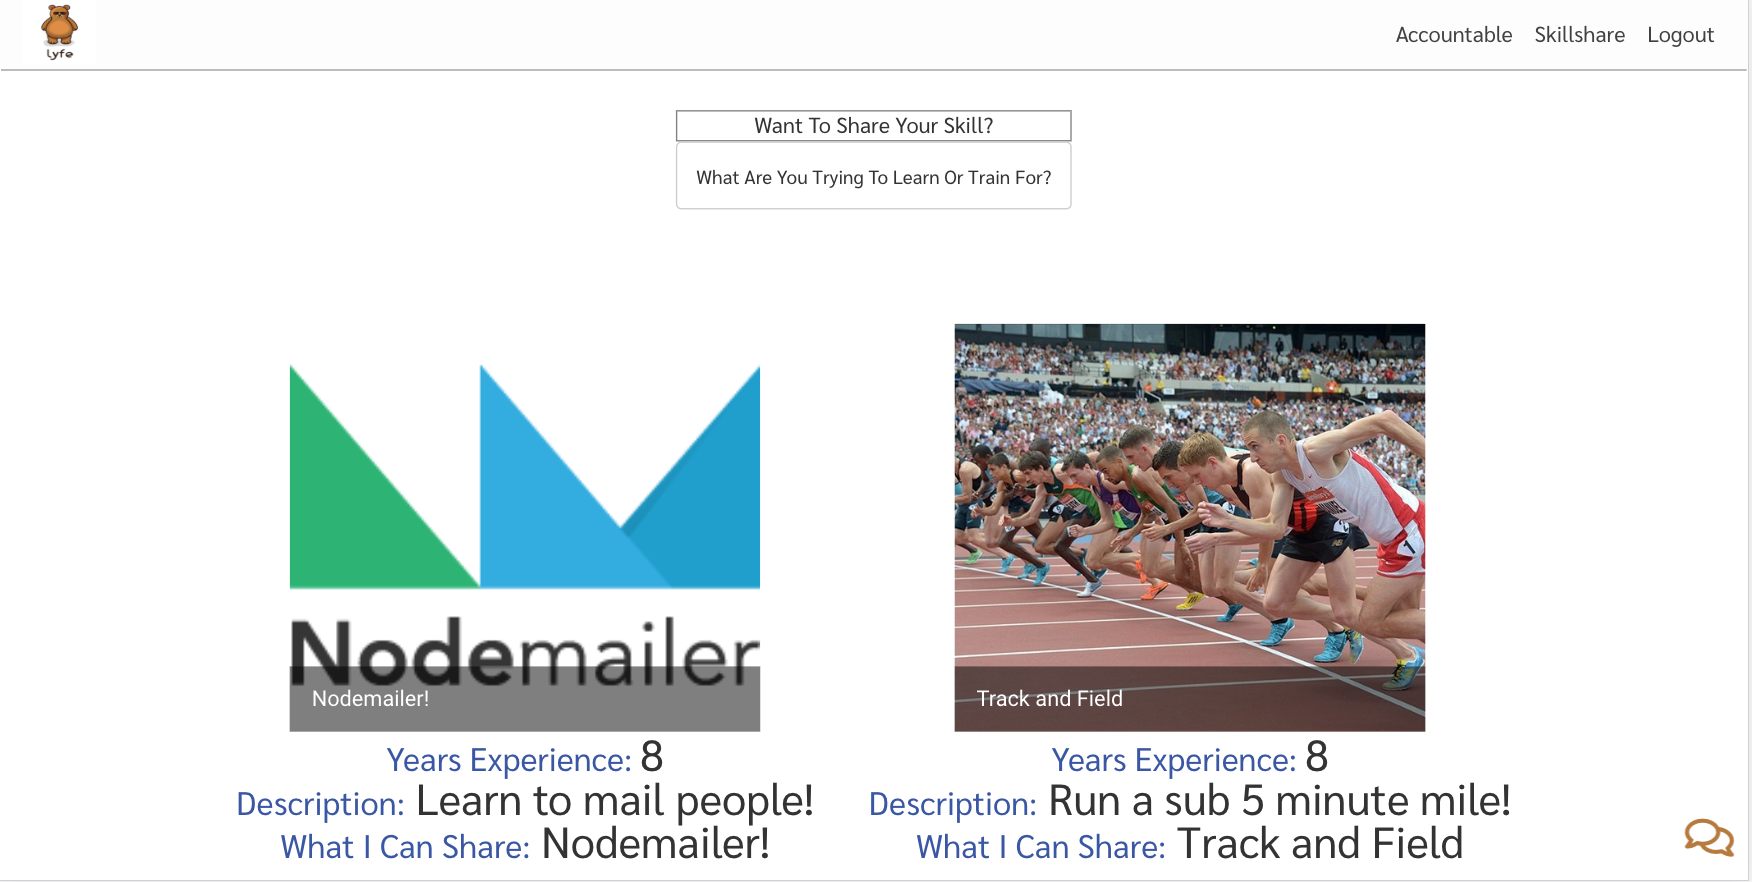 lyfe
Accountable Skillshare Logout
Want To Share Your Skill?
What Are You Trying To Learn Or Train For?
Nodemailer
Nodemailer!
Track and Field
1
Years Experience: 8
Description: Learn to mail people!
What I Can Share: Nodemailer!
Years Experience: 8
Description: Run a sub 5 minute mile!
What I Can Share: Track and Field